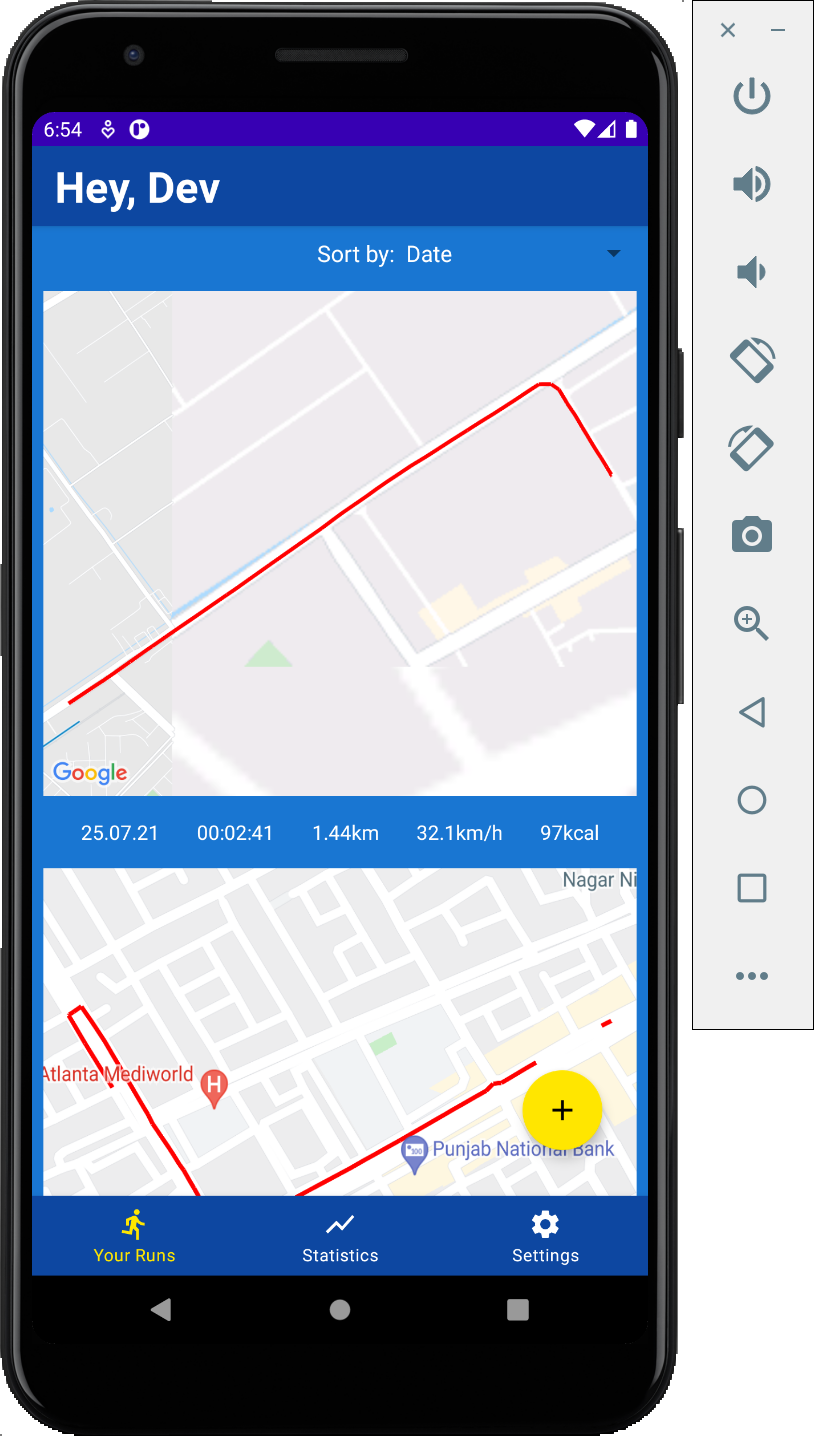 6:54
Hey, Dev
Sort by: Date
Google
25.07.21 00:02:41 1.44km 32.1km/h 97kcal
Nagar Ni
Atlanta Mediworld
H
100
Punjab National Bank
+
Your Runs Statistics Settings